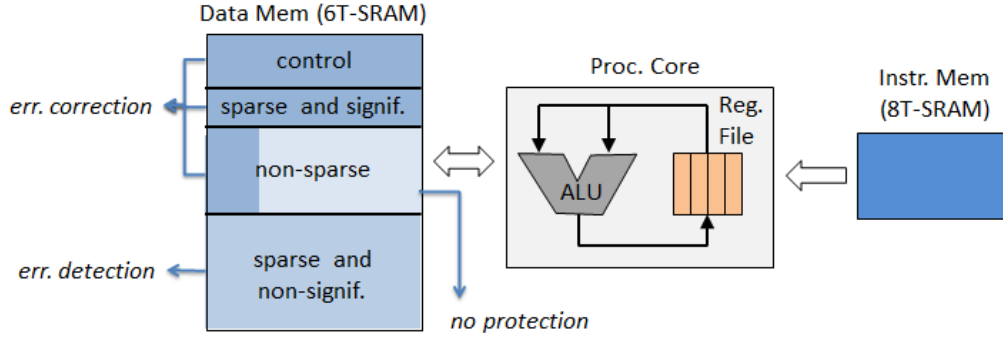 Data Mem (6T-SRAM)
control
err. correction
sparse and signif.
non-sparse
err. detection
sparse and
non-signif.
no protection
Proc. Core
Reg.
File
ALU
Instr. Mem
(8T-SRAM)